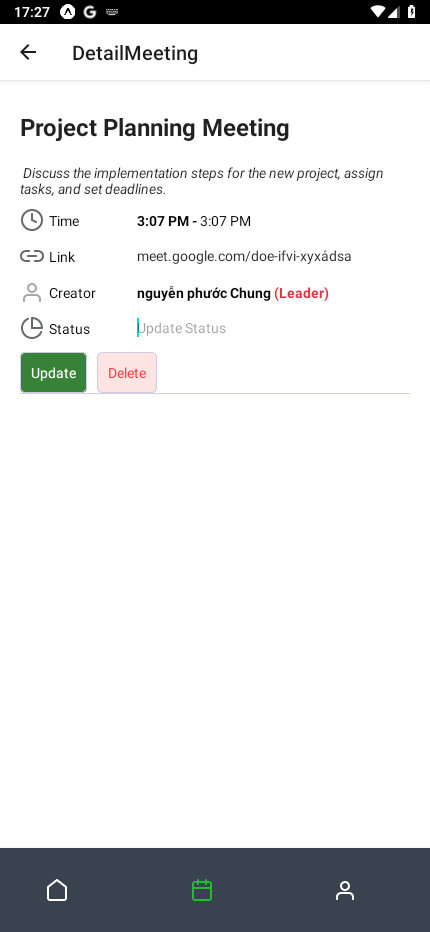 17:27
DetailMeeting
Project Planning Meeting
Discuss the implementation steps for the new project, assign
tasks, and set deadlines.
Time 3:07 PM - 3:07 PM
Link meet.google.com/doe-ifvi-xyxádsa
Creator nguyễn phước Chung (Leader)
Status Update Status
Update Delete